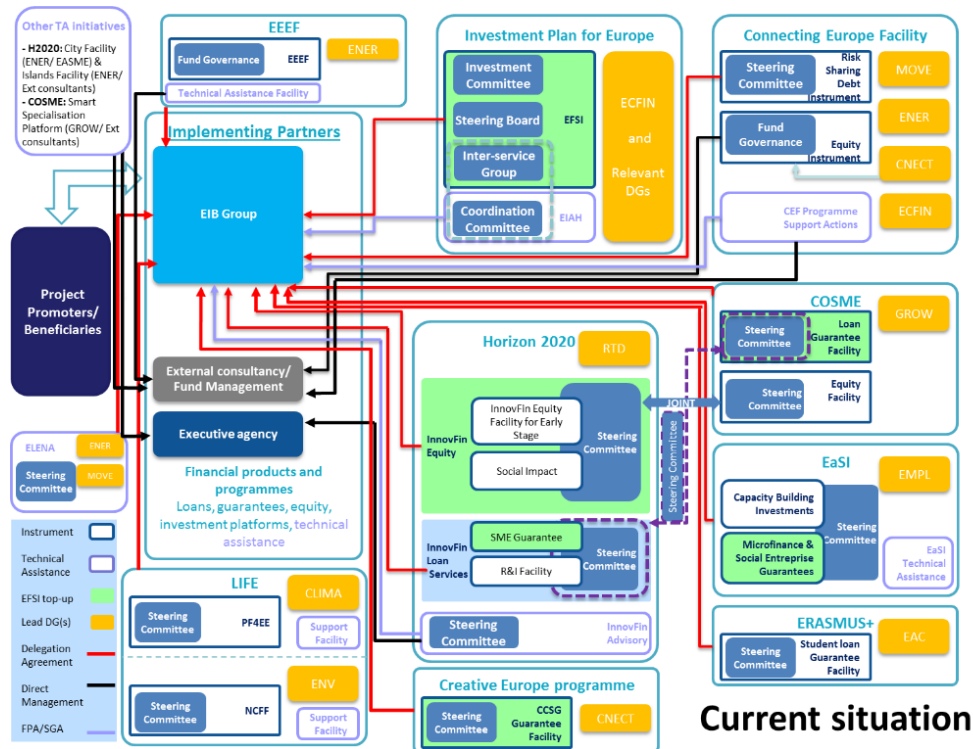 Other TA initiatives
- H2020: City Facility
(ENER/ EASME) &
Islands Facility (ENER/
Ext consultants)
- COSME: Smart
Specialisation
Platform (GROW/ Ext
consultants)
EEEF
Fund Governance
EEEF
ENER
Technical Assistance Facility
Implementing Partners
EIB Group
External consultancy/
Fund Management
Executive agency
Financial products and
programmes
Loans, guarantees, equity,
investment platforms, technical
assistance
Project
Promoters/
Beneficiaries
ELENA
ENER
Steering
Committee
MOVE
Instrument
Technical
Assistance
EFSI top-up
Lead DG(s)
Delegation
Agreement
Direct
Management
FPA/SGA
LIFE
CLIMA
Steering
Committee
PF4EE
Support
Facility
ENV
Steering
Committee
NCFF
Support
Facility
Investment Plan for Europe
Investment
Committee
Steering Board
EFSI
Inter-service
Group
Coordination
Committee
EIAH
ECFIN
and
Relevant
DGs
Connecting Europe Facility
Steering
Committee
Risk
Sharing
Debt
Instrument
MOVE
Fund
Governance
Equity
Instrument
ENER
CNECT
CEF Programme
Support Actions
ECFIN
Horizon 2020
RTD
InnovFin
Equity
InnovFin Equity
Facility for Early
Stage
Social Impact
Steering
Committee
InnovFin
Loan
Services
SME Guarantee
R&I Facility
Steering
Committee
Steering
Committee
InnovFin
Advisory
JOINT
Steering Committee
COSME
GROW
Steering
Committee
Loan
Guarantee
Facility
Steering
Committee
Equity
Facility
EaSI
EMPL
Capacity Building
Investments
Microfinance &
Social Entreprise
Guarantees
Steering
Committee
EaSI
Technical
Assistance
ERASMUS+
Steering
Committee
Student loan
Guarantee
Facility
EAC
Creative Europe programme
Steering
Committee
CCSG
Guarantee
Facility
CNECT
Current situation